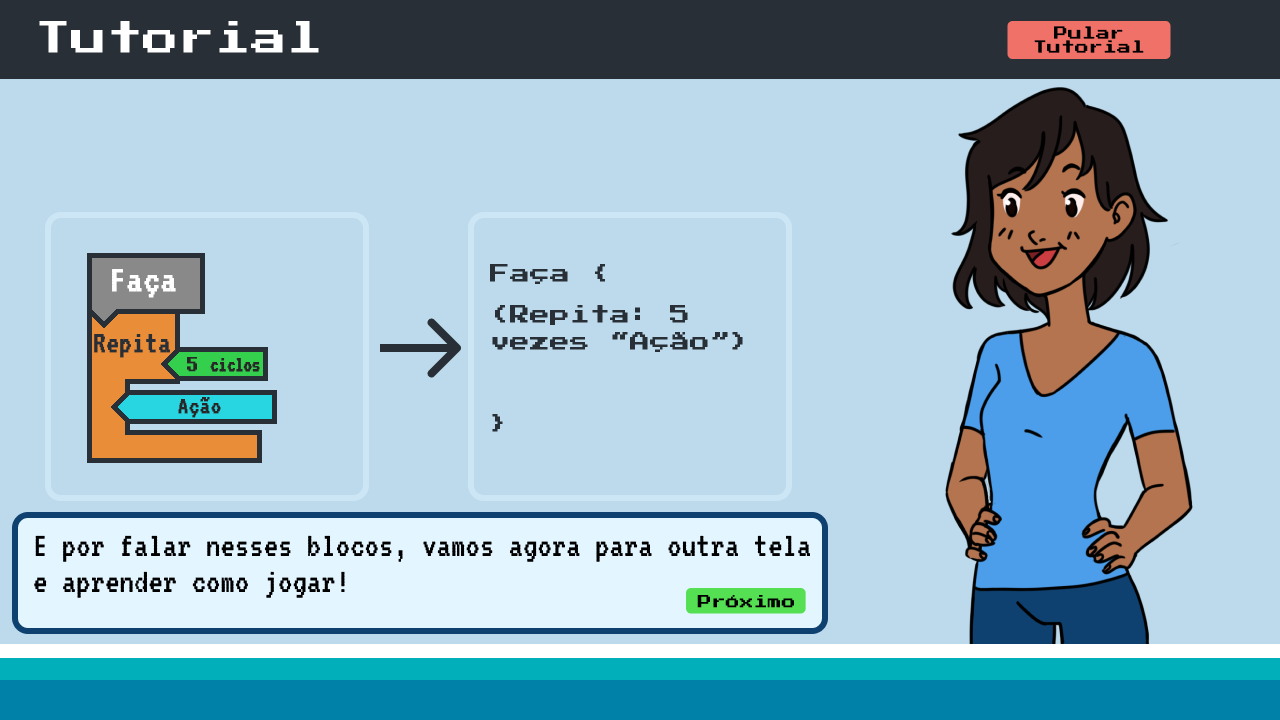 Tutorial
Pular
Tutorial
Faça
Repita
5 ciclos
Ação
Faça {
(Repita: 5
vezes “Ação”)
}
E por falar nesses blocos, vamos agora para outra tela
e aprender como jogar!
Próximo